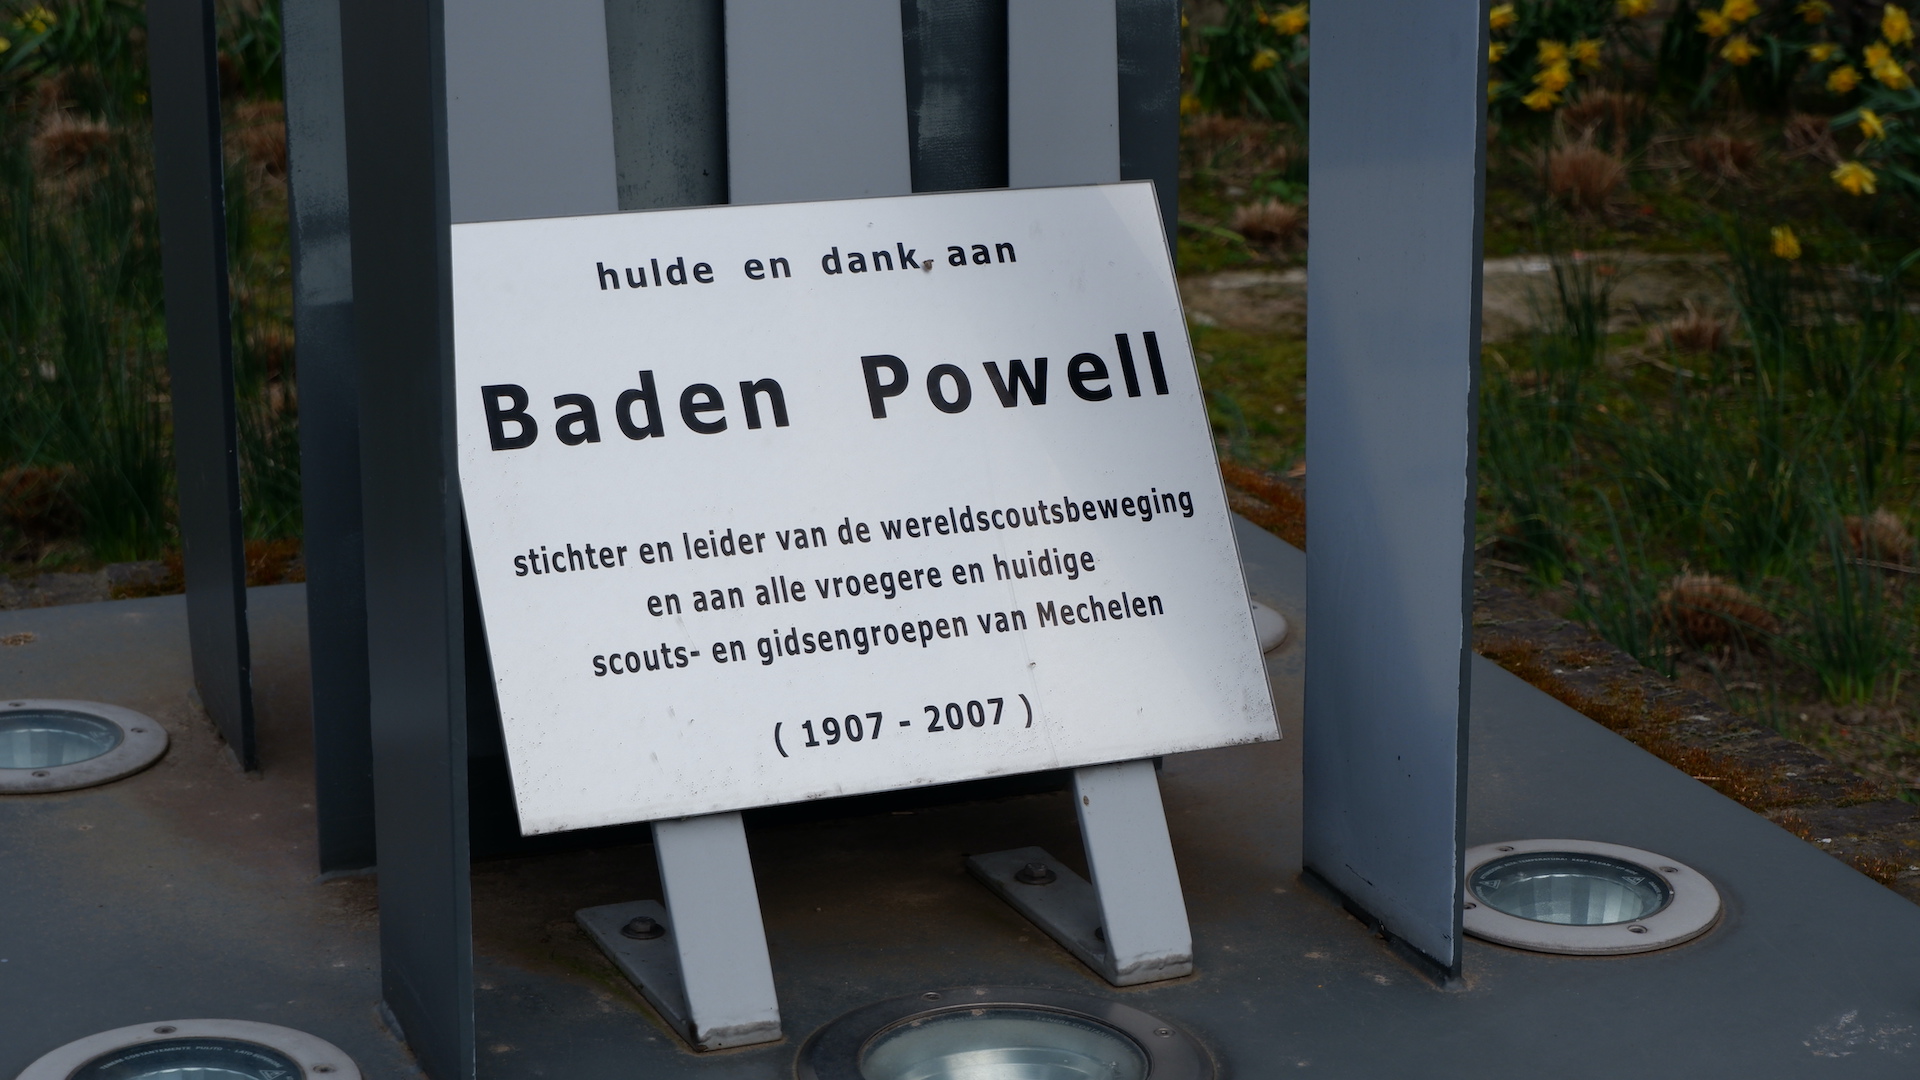 hulde en dank aan
Baden Powell
stichter en leider van de wereldscoutsbeweging
en aan alle vroegere en huidige
scouts- en gidsengroepen van Mechelen
( 1907 - 2007 )